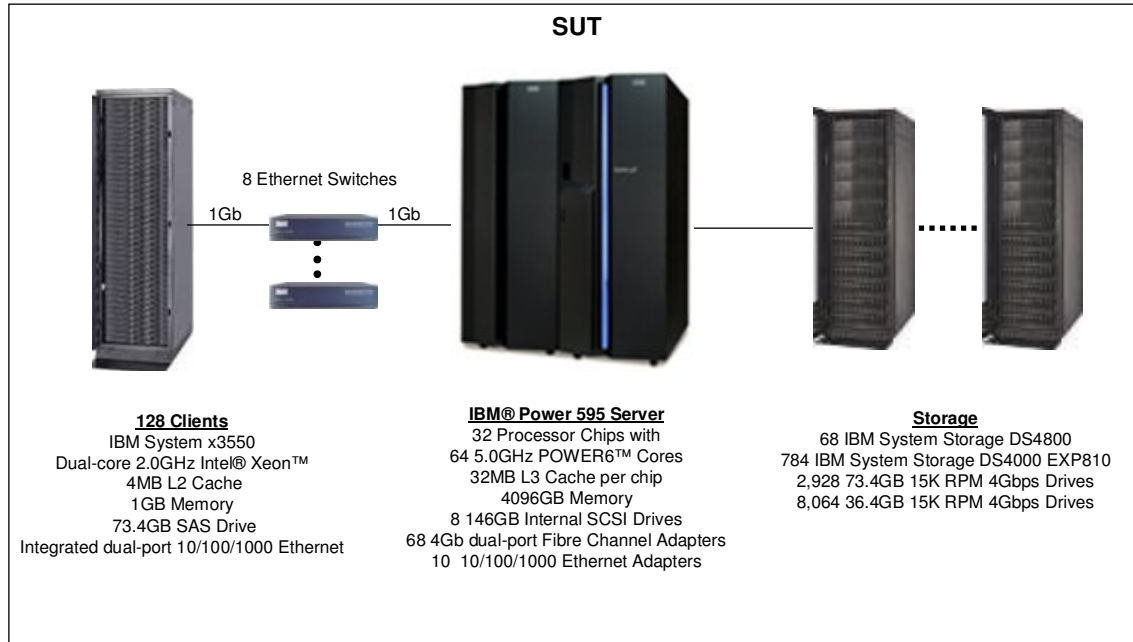 SUT
8 Ethernet Switches
1Gb
1Gb
128 Clients
IBM System x3550
Dual-core 2.0GHz Intel® Xeon™
4MB L2 Cache
1GB Memory
73.4GB SAS Drive
Integrated dual-port 10/100/1000 Ethernet
IBM® Power 595 Server
32 Processor Chips with
64 5.0GHz POWER6™ Cores
32MB L3 Cache per chip
4096GB Memory
8 146GB Internal SCSI Drives
68 4Gb dual-port Fibre Channel Adapters
10 10/100/1000 Ethernet Adapters
Storage
68 IBM System Storage DS4800
784 IBM System Storage DS4000 EXP810
2,928 73.4GB 15K RPM 4Gbps Drives
8,064 36.4GB 15K RPM 4Gbps Drives